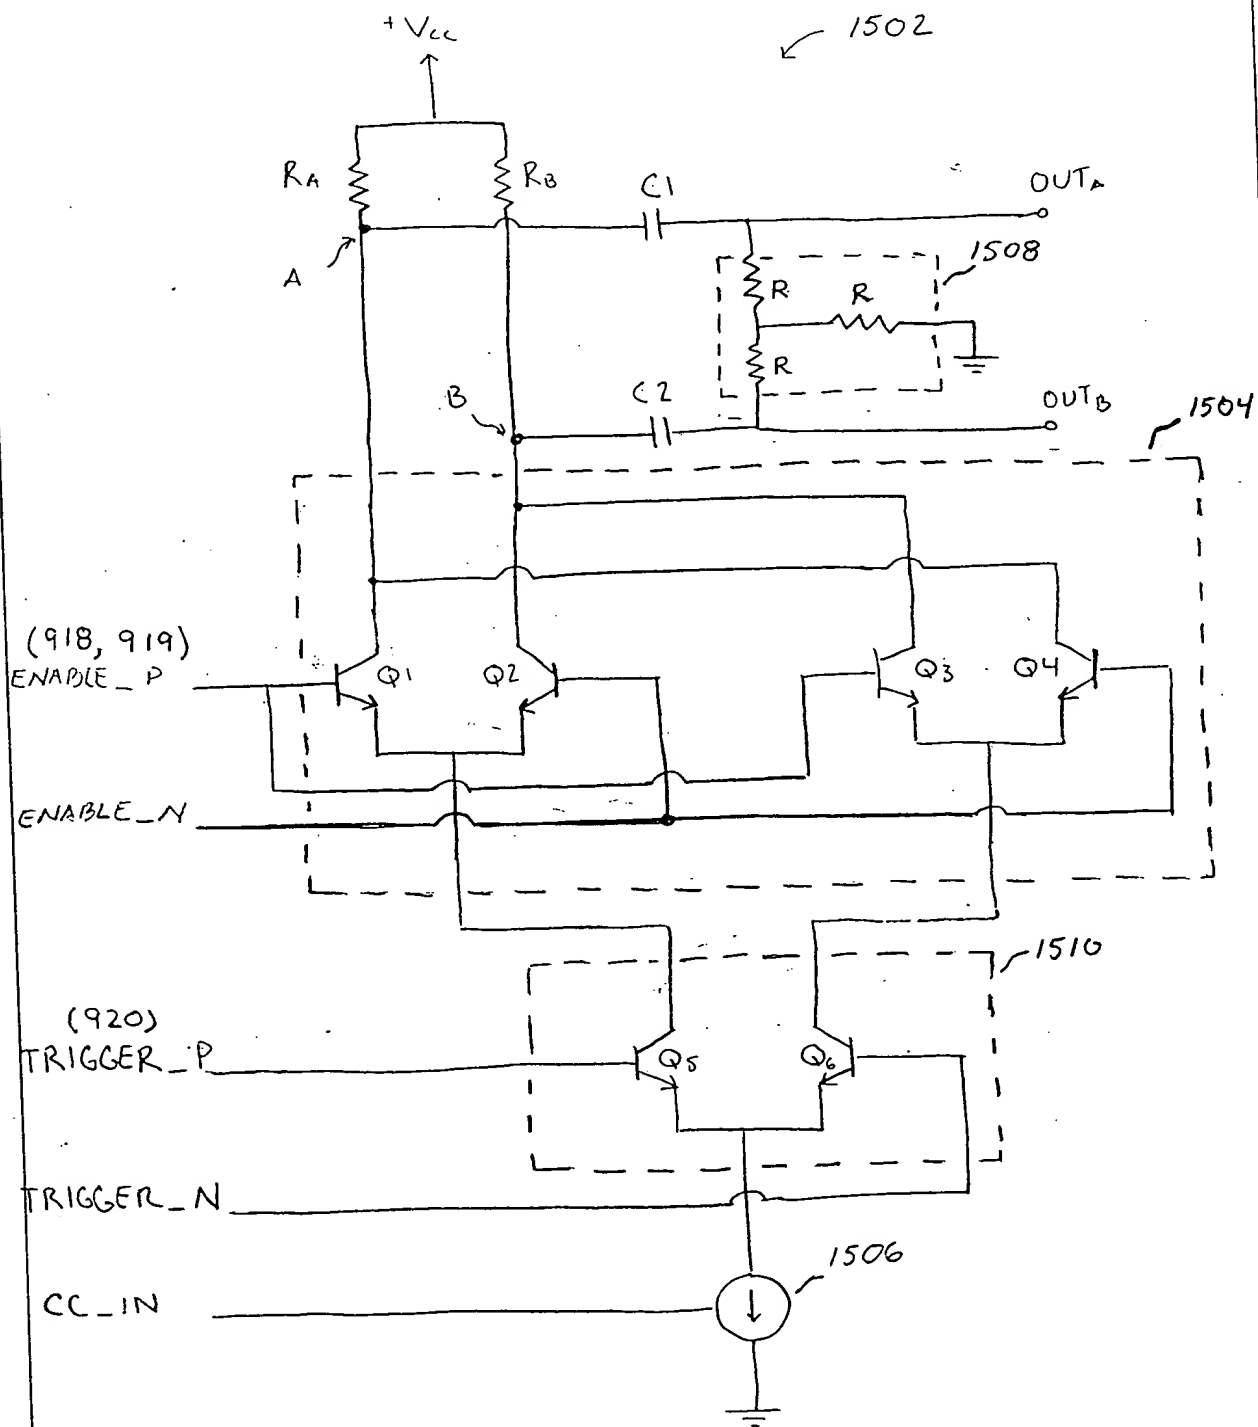 +Vcc
1502
RA
RB
C1
OUTA
A
1508
R
R
R
B
C2
OUTB
1504
(918, 919)
ENABLE_P
Q1
Q2
Q3
Q4
ENABLE_N
1510
(920)
TRIGGER_P
Q5
Q6
TRIGGER_N
1506
CC_IN